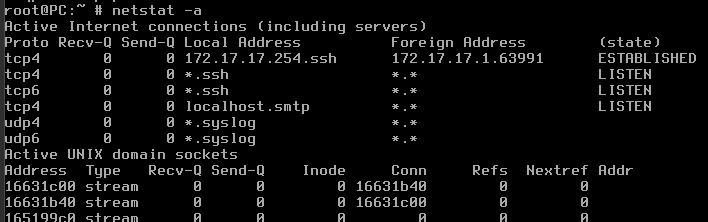 root@PC:~ # netstat -a
Active Internet connections (including servers)
Proto Recv-Q Send-Q Local Address          Foreign Address        (state)
tcp4       0      0 172.17.17.254.ssh      172.17.1.63991         ESTABLISHED
tcp4       0      0 *.ssh                  *.*                    LISTEN
tcp6       0      0 *.ssh                  *.*                    LISTEN
tcp4       0      0 localhost.smtp         *.*                    LISTEN
udp4       0      0 *.syslog               *.*
udp6       0      0 *.syslog               *.*
Active UNIX domain sockets
Address  Type   Recv-Q Send-Q    Inode     Conn     Refs  Nextref Addr
16631c00 stream      0      0        0 16631b40        0        0
16631b40 stream      0      0        0 16631c00        0        0
165199c0 stream      0      0        0        0        0        0